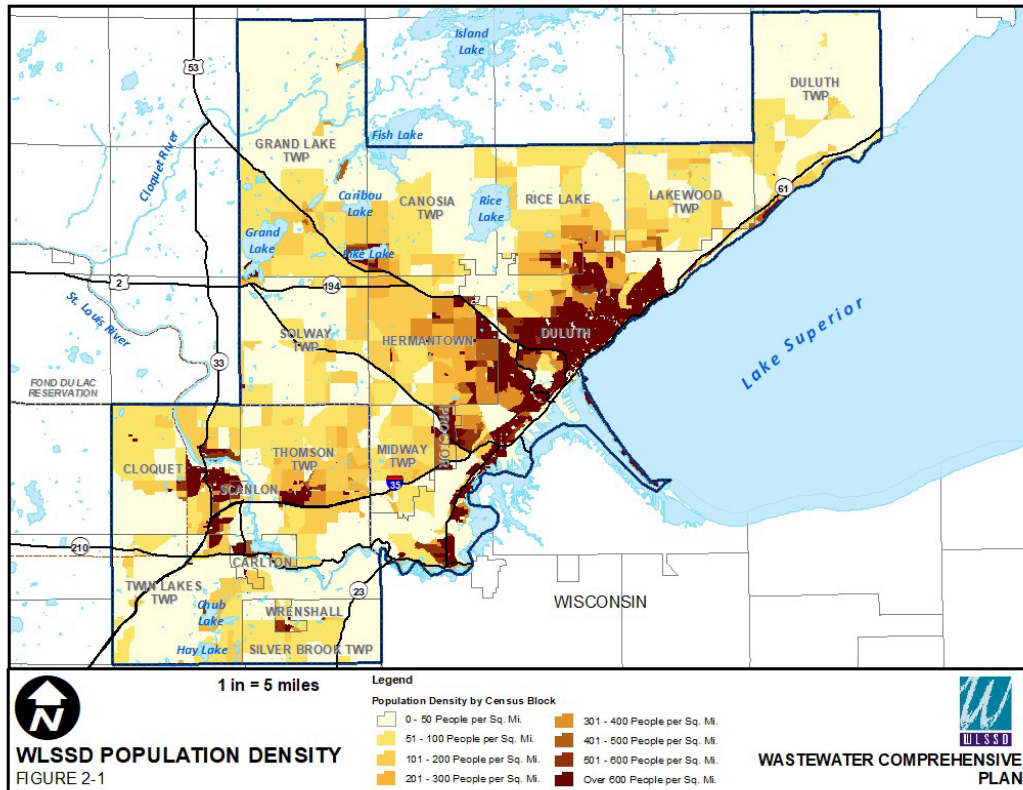 Island
Lake
53
DULUTH
TWP
Cloquet River
GRAND LAKE
TWP
Fish Lake
61
Caribou
Lake
CANOSIA
TWP
Rice
Lake
RICE LAKE
LAKEWOOD
TWP
Grand
Lake
Pike Lake
2
194
St. Louis River
SOLWAY
TWP
HERMANTOWN
DULUTH
Lake Superior
33
FOND DU LAC
RESERVATION
PROCTOR
CLOQUET
THOMSON
TWP
MIDWAY
TWP
SCANLON
35
210
CARLTON
TWIN LAKES
TWP
23
WISCONSIN
Chub
Lake
WRENSHALL
Hay Lake
SILVER BROOK TWP
N
1 in = 5 miles
WLSSD POPULATION DENSITY
FIGURE 2-1
Legend
Population Density by Census Block
0 - 50 People per Sq. Mi.
51 - 100 People per Sq. Mi.
101 - 200 People per Sq. Mi.
201 - 300 People per Sq. Mi.
301 - 400 People per Sq. Mi.
401 - 500 People per Sq. Mi.
501 - 600 People per Sq. Mi.
Over 600 People per Sq. Mi.
WLSSD
WASTEWATER COMPREHENSIVE
PLAN